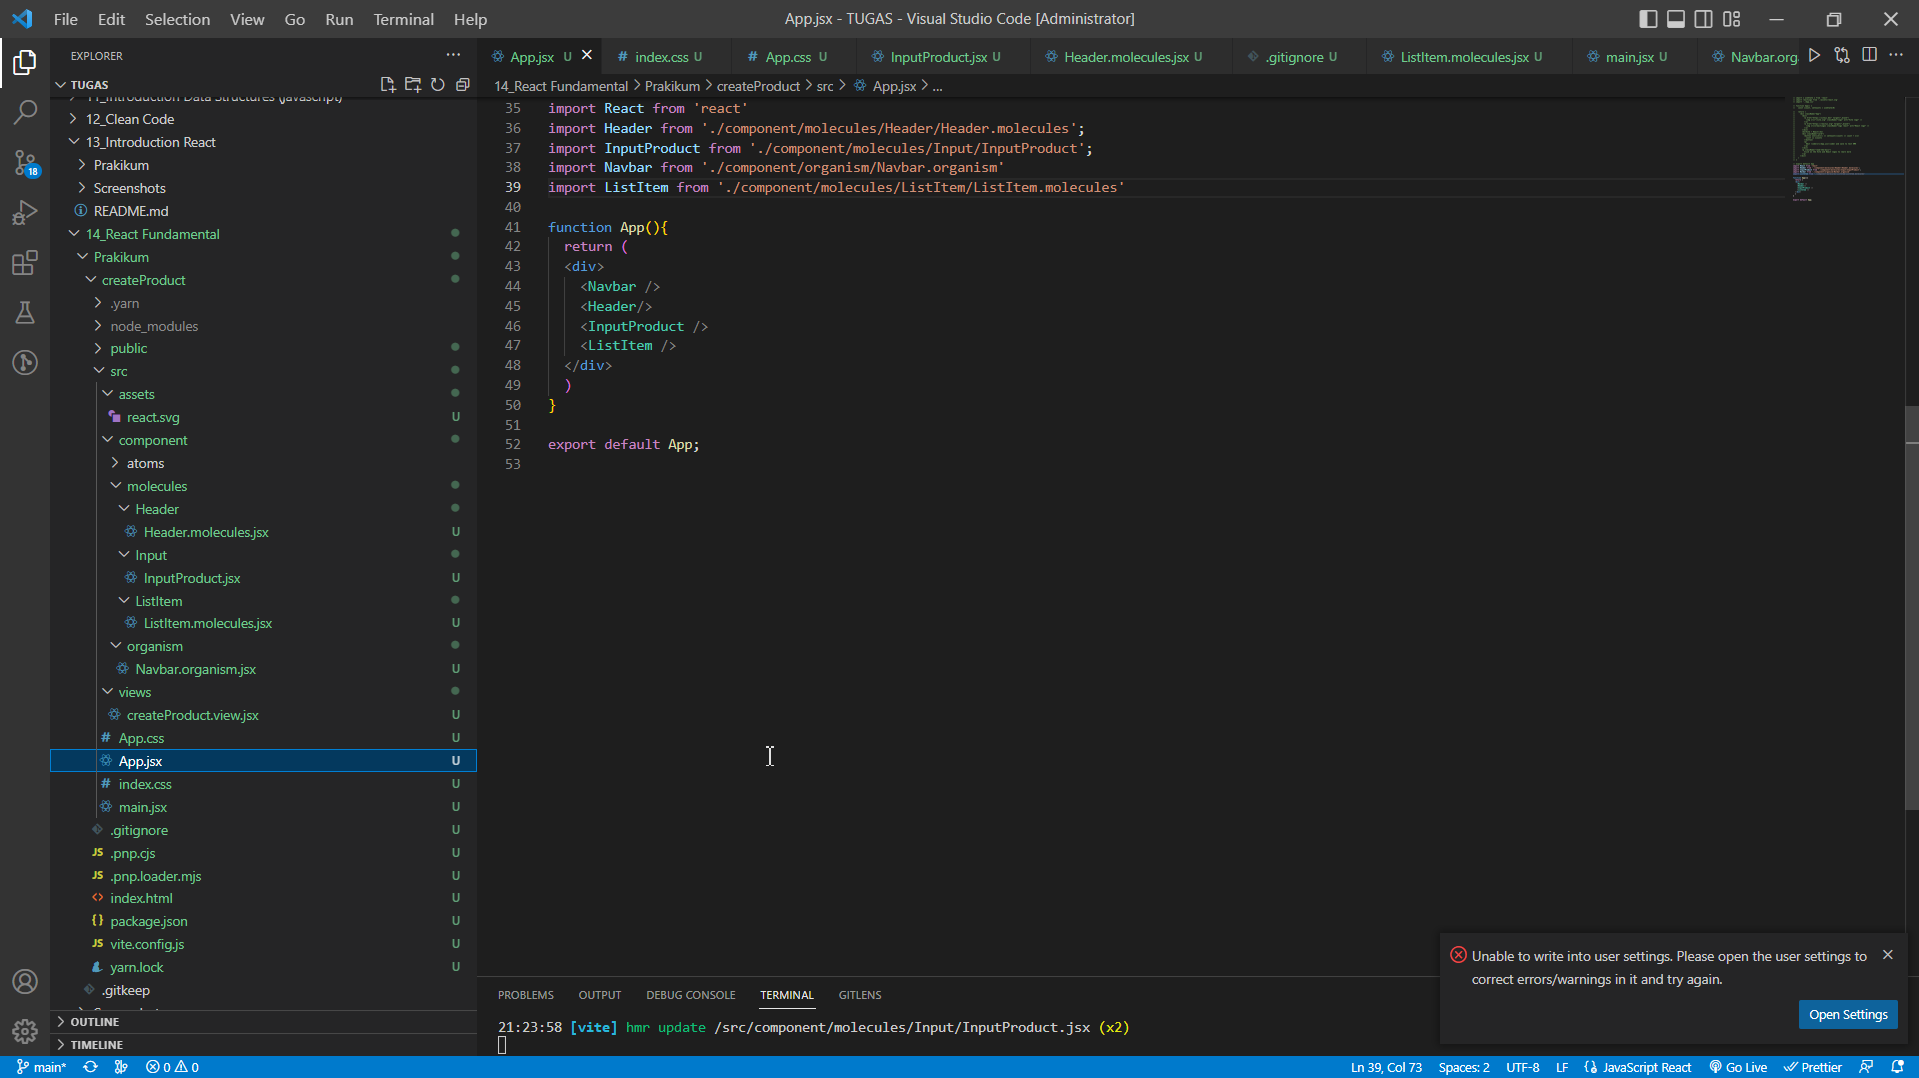 File Edit Selection View Go Run Terminal Help
App.jsx - TUGAS - Visual Studio Code [Administrator]
EXPLORER
TUGAS
11_Introduction Data Structures (javascript)
12_Clean Code
13_Introduction React
Prakikum
Screenshots
README.md
14_React Fundamental
Prakikum
createProduct
.yarn
node_modules
public
src
assets
react.svg U
component
atoms
molecules
Header
Header.molecules.jsx U
Input
InputProduct.jsx U
ListItem
ListItem.molecules.jsx U
organism
Navbar.organism.jsx U
views
createProduct.view.jsx U
# App.css U
App.jsx U
# index.css U
main.jsx U
.gitignore U
JS .pnp.cjs U
JS .pnp.loader.mjs U
<> index.html U
{} package.json U
JS vite.config.js U
yarn.lock U
.gitkeep
OUTLINE
TIMELINE
18
App.jsx U # index.css U # App.css U InputProduct.jsx U Header.molecules.jsx U .gitignore U ListItem.molecules.jsx U main.jsx U Navbar.org
14_React Fundamental > Prakikum > createProduct > src > App.jsx > ...
35 import React from 'react'
36 import Header from './component/molecules/Header/Header.molecules';
37 import InputProduct from './component/molecules/Input/InputProduct';
38 import Navbar from './component/organism/Navbar.organism'
39 import ListItem from './component/molecules/ListItem/ListItem.molecules'
40
41 function App(){
42 return (
43 <div>
44 <Navbar />
45 <Header/>
46 <InputProduct />
47 <ListItem />
48 </div>
49 )
50 }
51
52 export default App;
53
PROBLEMS OUTPUT DEBUG CONSOLE TERMINAL GITLENS
21:23:58 [vite] hmr update /src/component/molecules/Input/InputProduct.jsx (x2)
Unable to write into user settings. Please open the user settings to
correct errors/warnings in it and try again.
Open Settings
main* 0 0 Ln 39, Col 73 Spaces: 2 UTF-8 LF {} JavaScript React Go Live Prettier